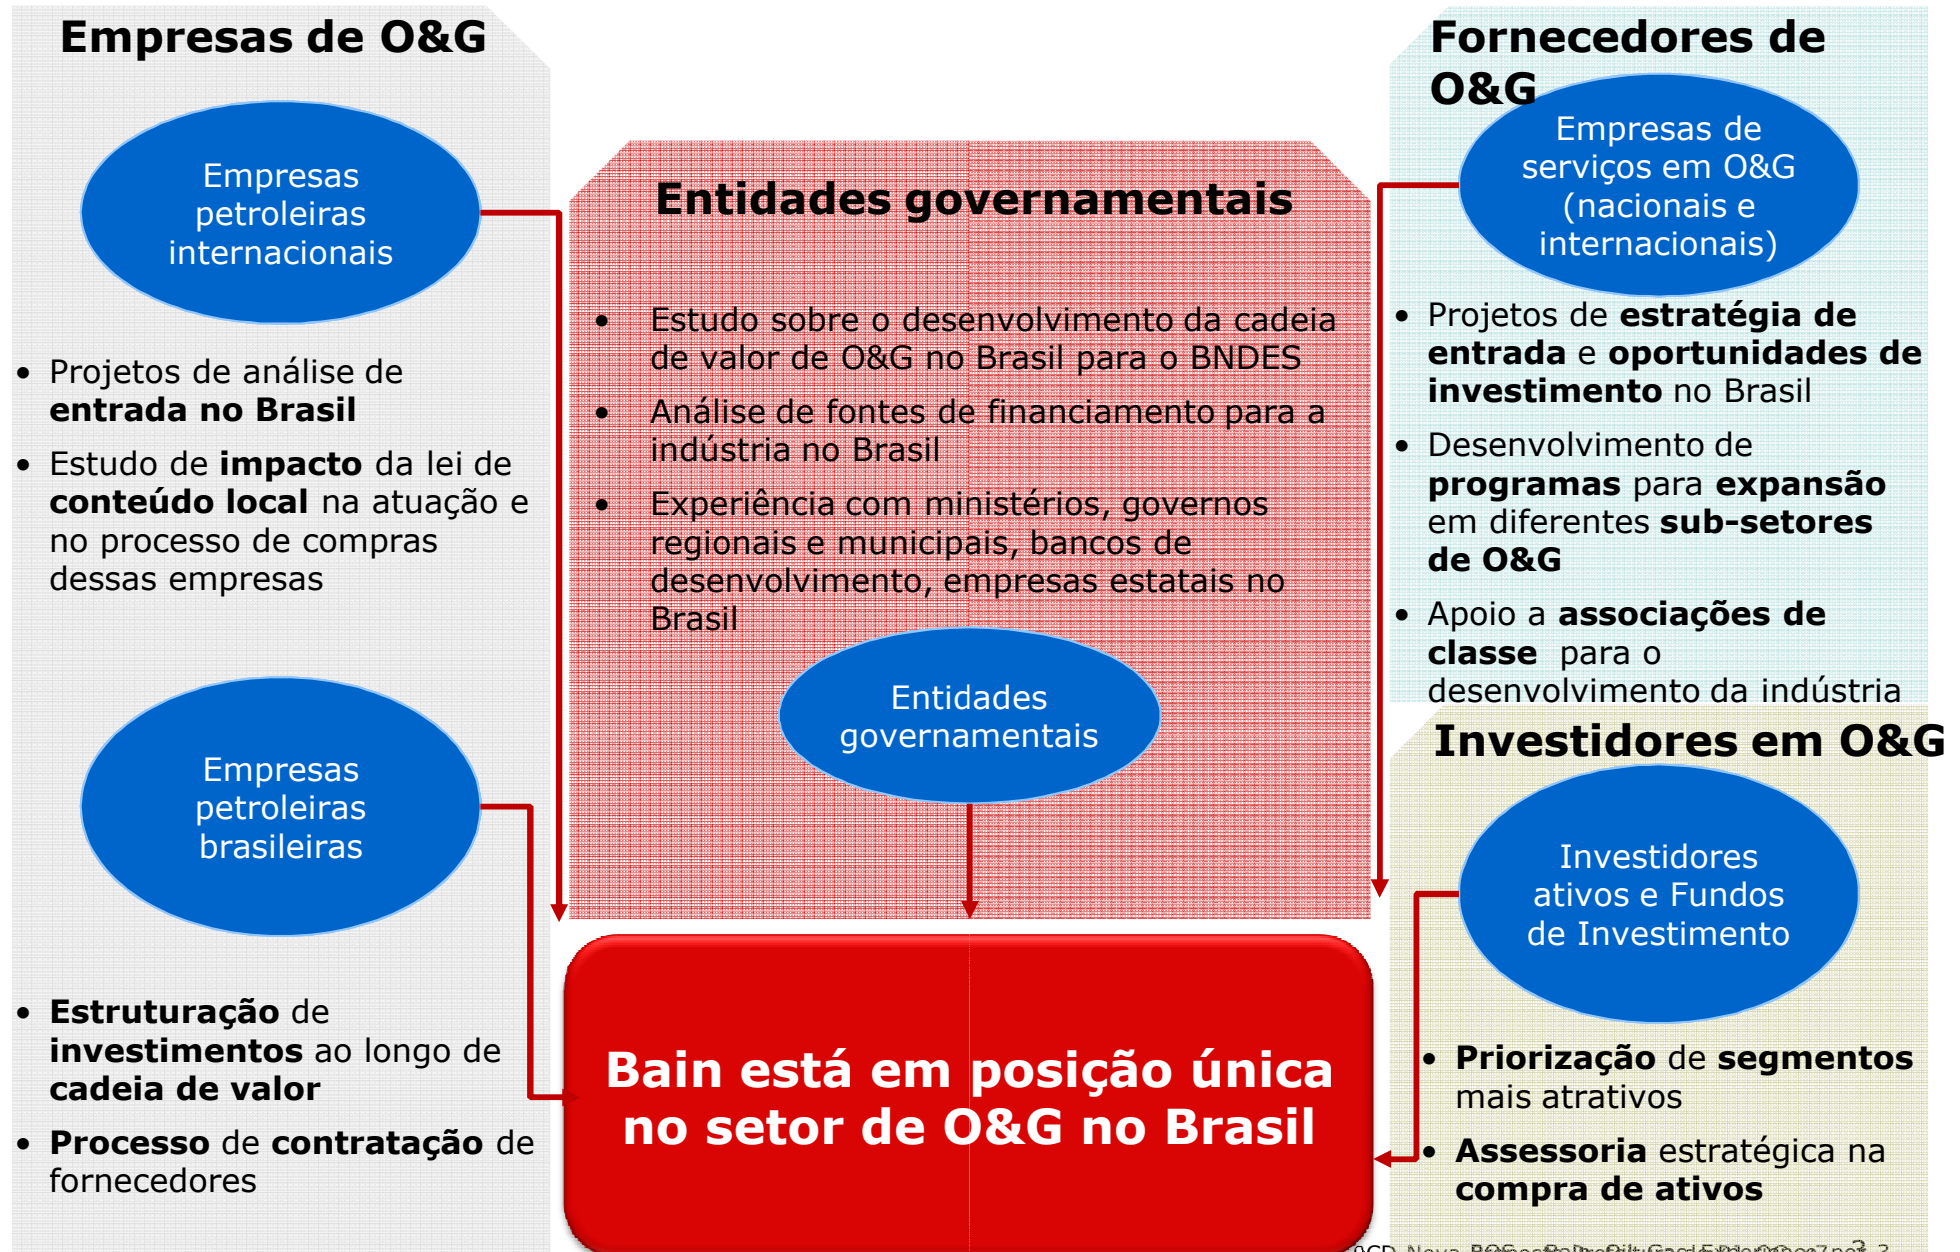 Empresas de O&G
Empresas
petroleiras
internacionais
• Projetos de análise de
entrada no Brasil
• Estudo de impacto da lei de
conteúdo local na atuação e
no processo de compras
dessas empresas
Empresas
petroleiras
brasileiras
• Estruturação de
investimentos ao longo de
cadeia de valor
• Processo de contratação de
fornecedores
Entidades governamentais
• Estudo sobre o desenvolvimento da cadeia
de valor de O&G no Brasil para o BNDES
• Análise de fontes de financiamento para a
indústria no Brasil
• Experiência com ministérios, governos
regionais e municipais, bancos de
desenvolvimento, empresas estatais no
Brasil
Entidades
governamentais
Bain está em posição única
no setor de O&G no Brasil
Fornecedores de
O&G
Empresas de
serviços em O&G
(nacionais e
internacionais)
• Projetos de estratégia de
entrada e oportunidades de
investimento no Brasil
• Desenvolvimento de
programas para expansão
em diferentes sub-setores
de O&G
• Apoio a associações de
classe para o
desenvolvimento da indústria
Investidores em O&G
Investidores
ativos e Fundos
de Investimento
• Priorização de segmentos
mais atrativos
• Assessoria estratégica na
compra de ativos